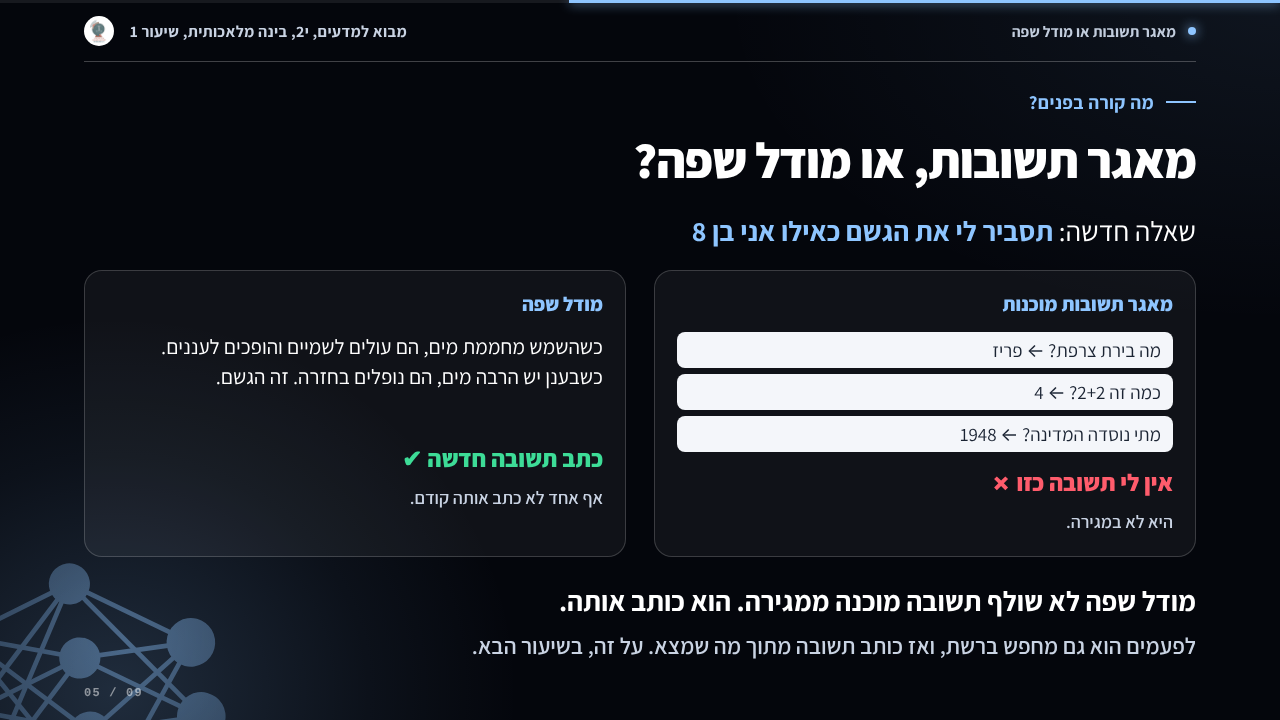 מאגר תשובות או מודל שפה
מבוא למדעים, י2, בינה מלאכותית, שיעור 1
מה קורה בפנים?
מאגר תשובות, או מודל שפה?
שאלה חדשה: תסביר לי את הגשם כאילו אני בן 8
מאגר תשובות מוכנות
מה בירת צרפת? ← פריז
כמה זה 2+2? ← 4
מתי נוסדה המדינה? ← 1948
אין לי תשובה כזו ✖
היא לא במגירה.
מודל שפה
כשהשמש מחממת מים, הם עולים לשמיים והופכים לעננים.
כשבענן יש הרבה מים, הם נופלים בחזרה. זה הגשם.
כתב תשובה חדשה ✔
אף אחד לא כתב אותה קודם.
מודל שפה לא שולף תשובה מוכנה ממגירה. הוא כותב אותה.
לפעמים הוא גם מחפש ברשת, ואז כותב תשובה מתוך מה שמצא. על זה, בשיעור הבא.
05 / 09